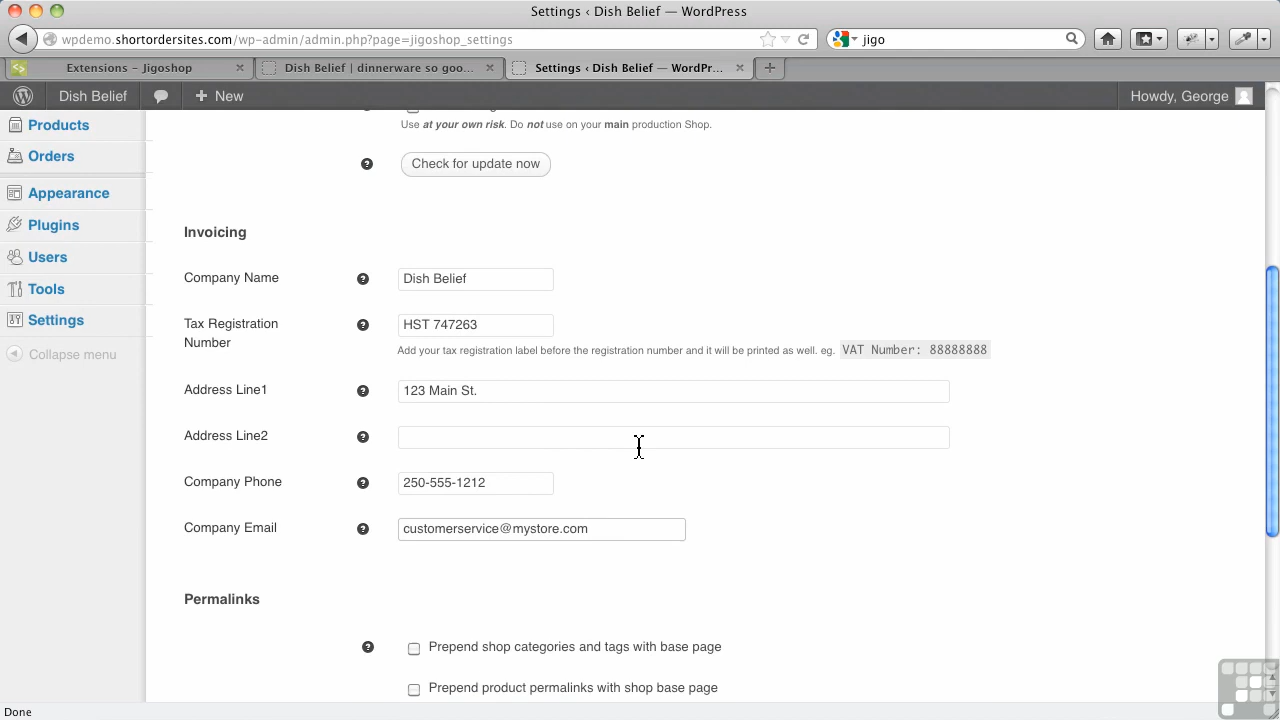 Settings ‹ Dish Belief — WordPress
wpdemo.shortordersites.com/wp-admin/admin.php?page=jigoshop_settings
jigo
Extensions – Jigoshop
Dish Belief | dinnerware so goo...
Settings ‹ Dish Belief — WordPr...
Dish Belief
New
Howdy, George
Products
Orders
Appearance
Plugins
Users
Tools
Settings
Collapse menu
Use at your own risk. Do not use on your main production Shop.
Check for update now
Invoicing
Company Name
Dish Belief
Tax Registration
Number
HST 747263
Add your tax registration label before the registration number and it will be printed as well. eg. VAT Number: 88888888
Address Line1
123 Main St.
Address Line2
Company Phone
250-555-1212
Company Email
customerservice@mystore.com
Permalinks
Prepend shop categories and tags with base page
Prepend product permalinks with shop base page
Done